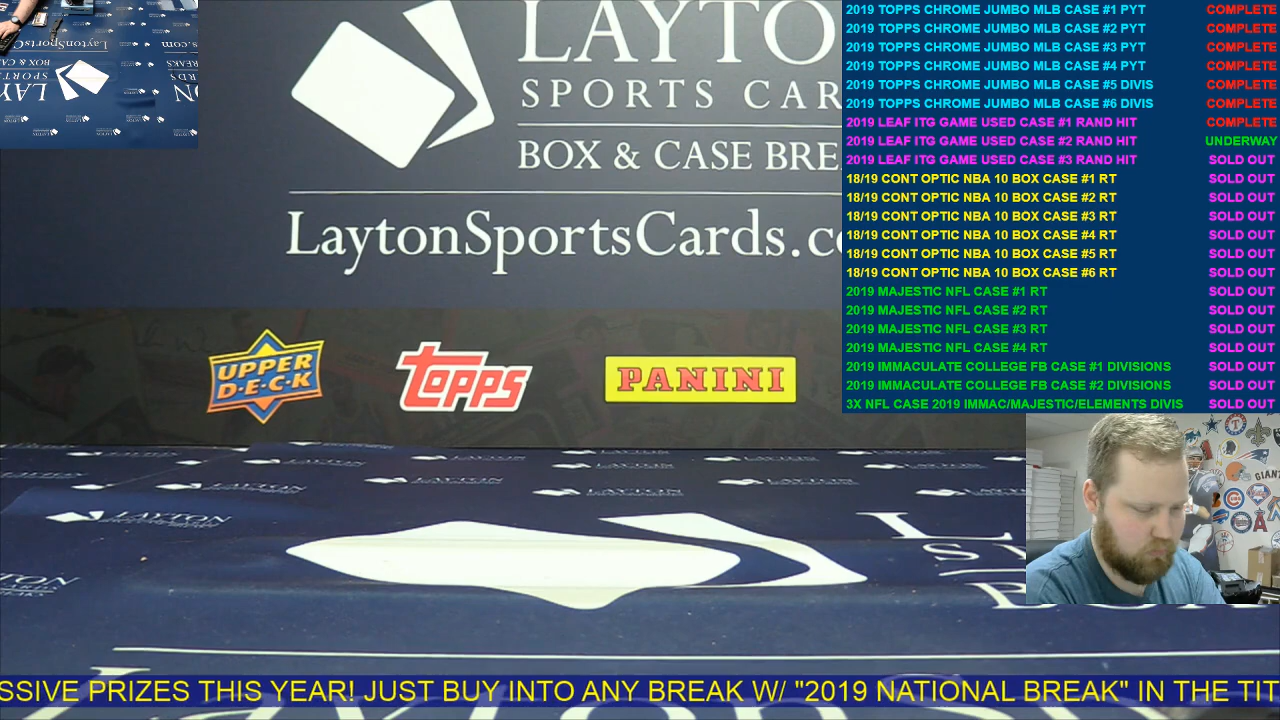 LAYTO
SPORTS CAR
BOX & CASE BRE
LaytonSportsCards.co
UPPER
D·E·C·K
topps
PANINI
2019 TOPPS CHROME JUMBO MLB CASE #1 PYT COMPLETE
2019 TOPPS CHROME JUMBO MLB CASE #2 PYT COMPLETE
2019 TOPPS CHROME JUMBO MLB CASE #3 PYT COMPLETE
2019 TOPPS CHROME JUMBO MLB CASE #4 PYT COMPLETE
2019 TOPPS CHROME JUMBO MLB CASE #5 DIVIS COMPLETE
2019 TOPPS CHROME JUMBO MLB CASE #6 DIVIS COMPLETE
2019 LEAF ITG GAME USED CASE #1 RAND HIT COMPLETE
2019 LEAF ITG GAME USED CASE #2 RAND HIT UNDERWAY
2019 LEAF ITG GAME USED CASE #3 RAND HIT SOLD OUT
18/19 CONT OPTIC NBA 10 BOX CASE #1 RT SOLD OUT
18/19 CONT OPTIC NBA 10 BOX CASE #2 RT SOLD OUT
18/19 CONT OPTIC NBA 10 BOX CASE #3 RT SOLD OUT
18/19 CONT OPTIC NBA 10 BOX CASE #4 RT SOLD OUT
18/19 CONT OPTIC NBA 10 BOX CASE #5 RT SOLD OUT
18/19 CONT OPTIC NBA 10 BOX CASE #6 RT SOLD OUT
2019 MAJESTIC NFL CASE #1 RT SOLD OUT
2019 MAJESTIC NFL CASE #2 RT SOLD OUT
2019 MAJESTIC NFL CASE #3 RT SOLD OUT
2019 MAJESTIC NFL CASE #4 RT SOLD OUT
2019 IMMACULATE COLLEGE FB CASE #1 DIVISIONS SOLD OUT
2019 IMMACULATE COLLEGE FB CASE #2 DIVISIONS SOLD OUT
3X NFL CASE 2019 IMMAC/MAJESTIC/ELEMENTS DIVIS SOLD OUT
LAYTON
LAYTON
LAYTON
GIANT
CUBS
SSIVE PRIZES THIS YEAR! JUST BUY INTO ANY BREAK W/ "2019 NATIONAL BREAK" IN THE TIT